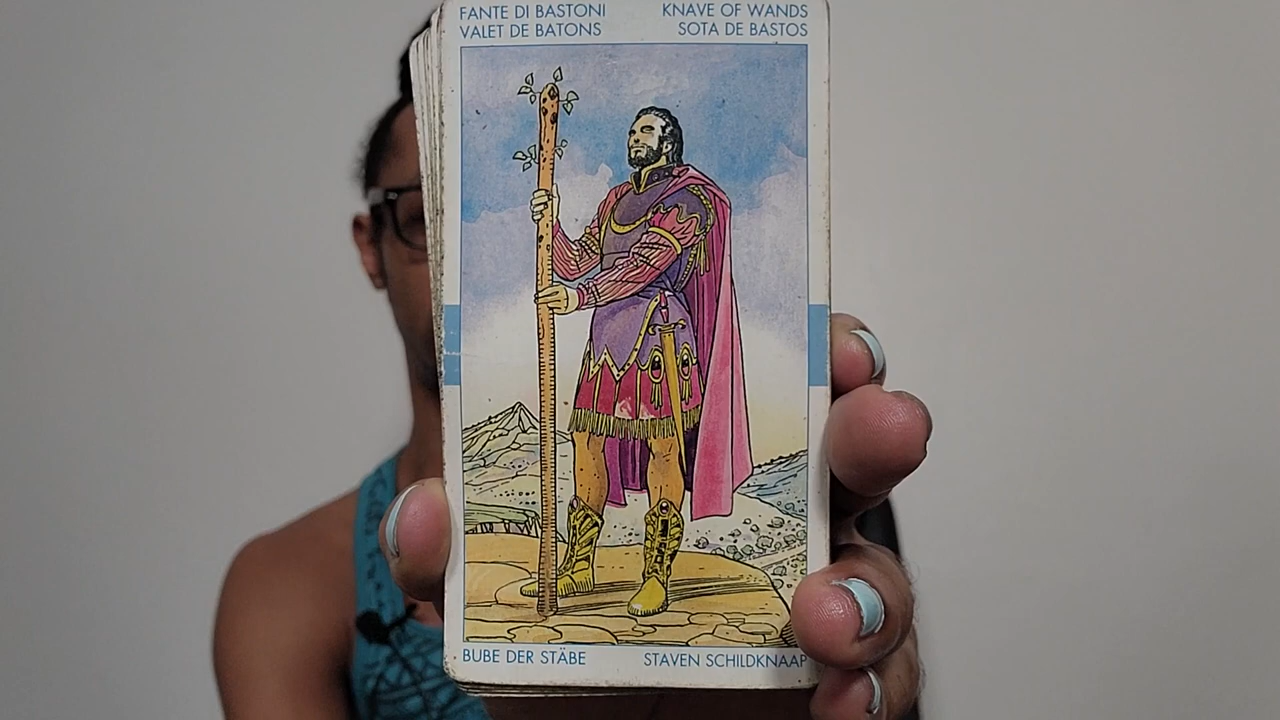 FANTE DI BASTONI
VALET DE BATONS
KNAVE OF WANDS
SOTA DE BASTOS
BUBE DER STÄBE
STAVEN SCHILDKNAAP